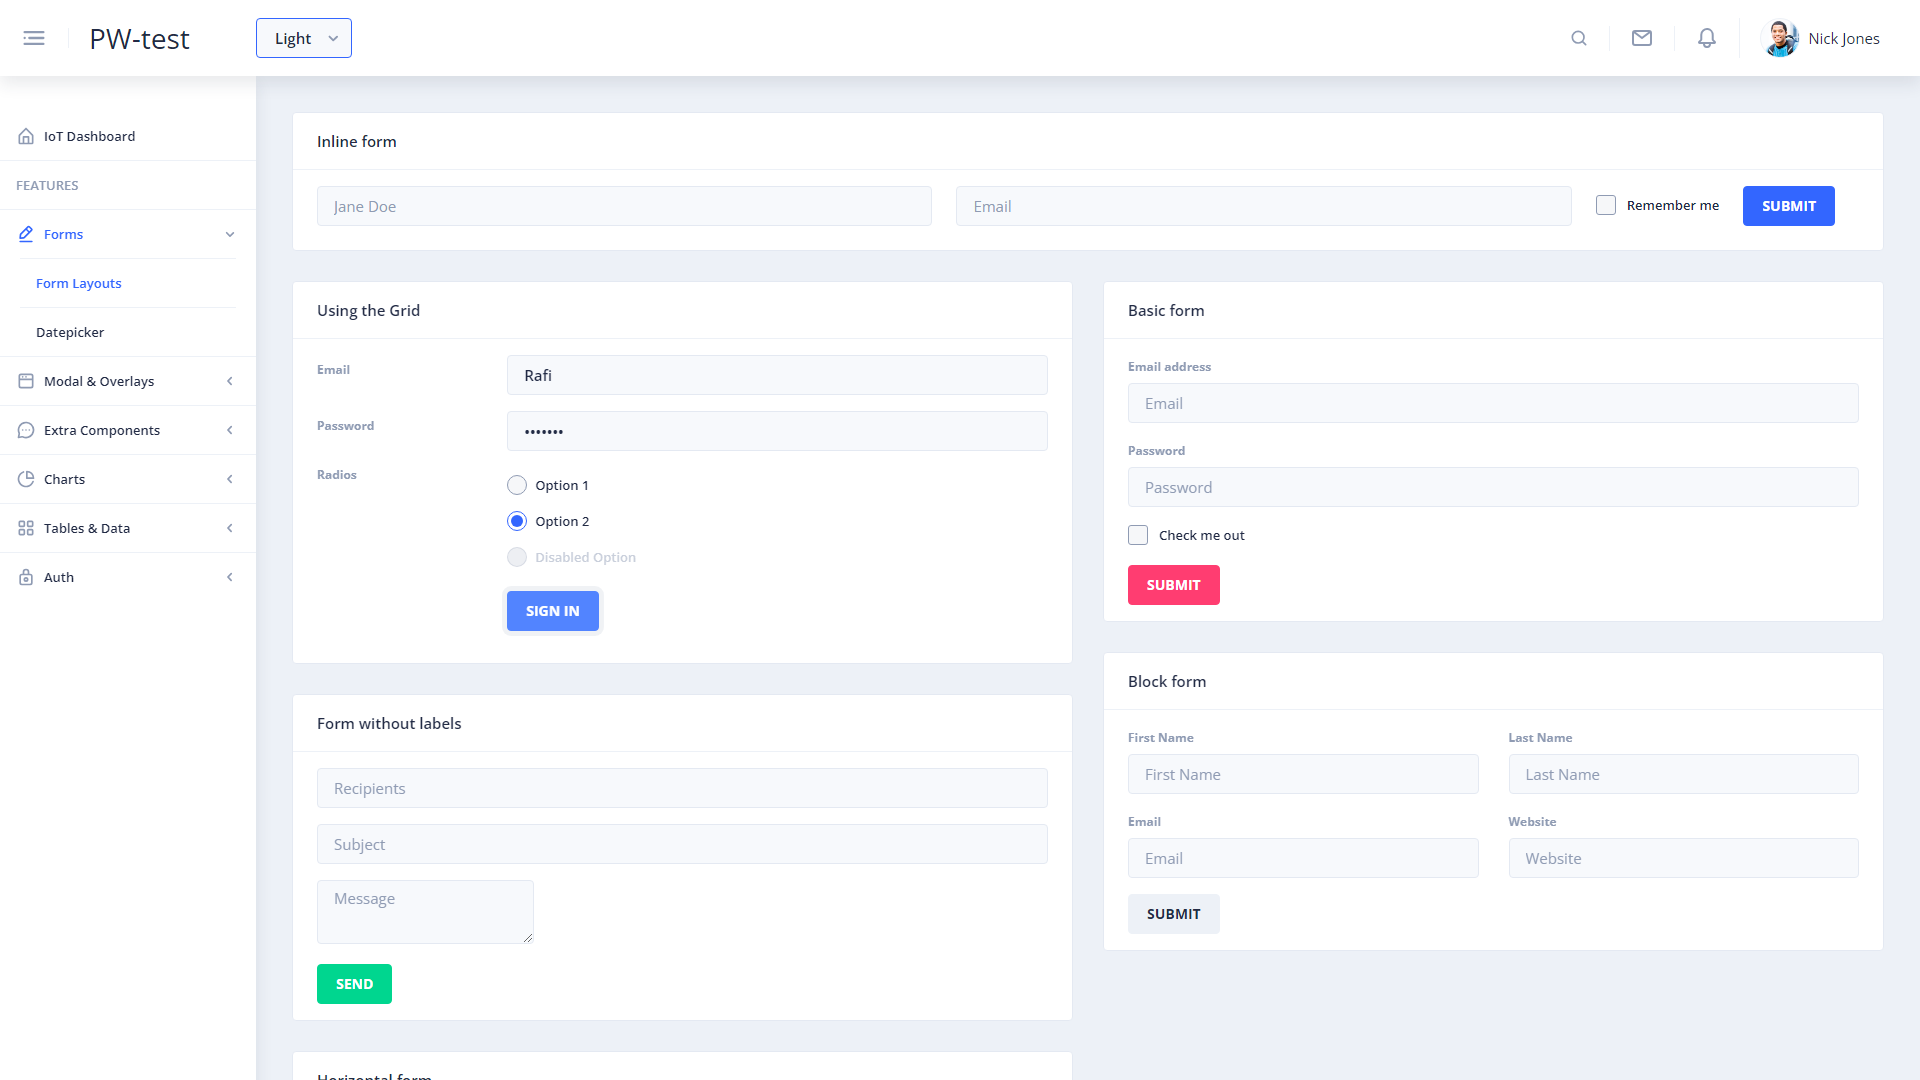 PW-test
Light
Nick Jones
IoT Dashboard
FEATURES
Forms
Form Layouts
Datepicker
Modal & Overlays
Extra Components
Charts
Tables & Data
Auth
Inline form
Jane Doe
Email
Remember me
SUBMIT
Using the Grid
Email
Rafi
Password
•••••••
Radios
Option 1
Option 2
Disabled Option
SIGN IN
Form without labels
Recipients
Subject
Message
SEND
Horizontal form
Basic form
Email address
Email
Password
Password
Check me out
SUBMIT
Block form
First Name
Last Name
First Name
Last Name
Email
Website
Email
Website
SUBMIT